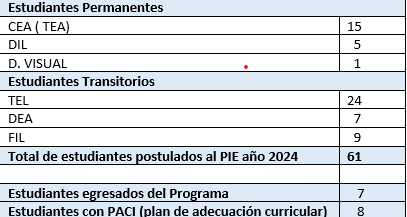 Estudiantes Permanentes
CEA ( TEA) 15
DIL 5
D. VISUAL 1
Estudiantes Transitorios
TEL 24
DEA 7
FIL 9
Total de estudiantes postulados al PIE año 2024 61
Estudiantes egresados del Programa 7
Estudiantes con PACI (plan de adecuación curricular) 8